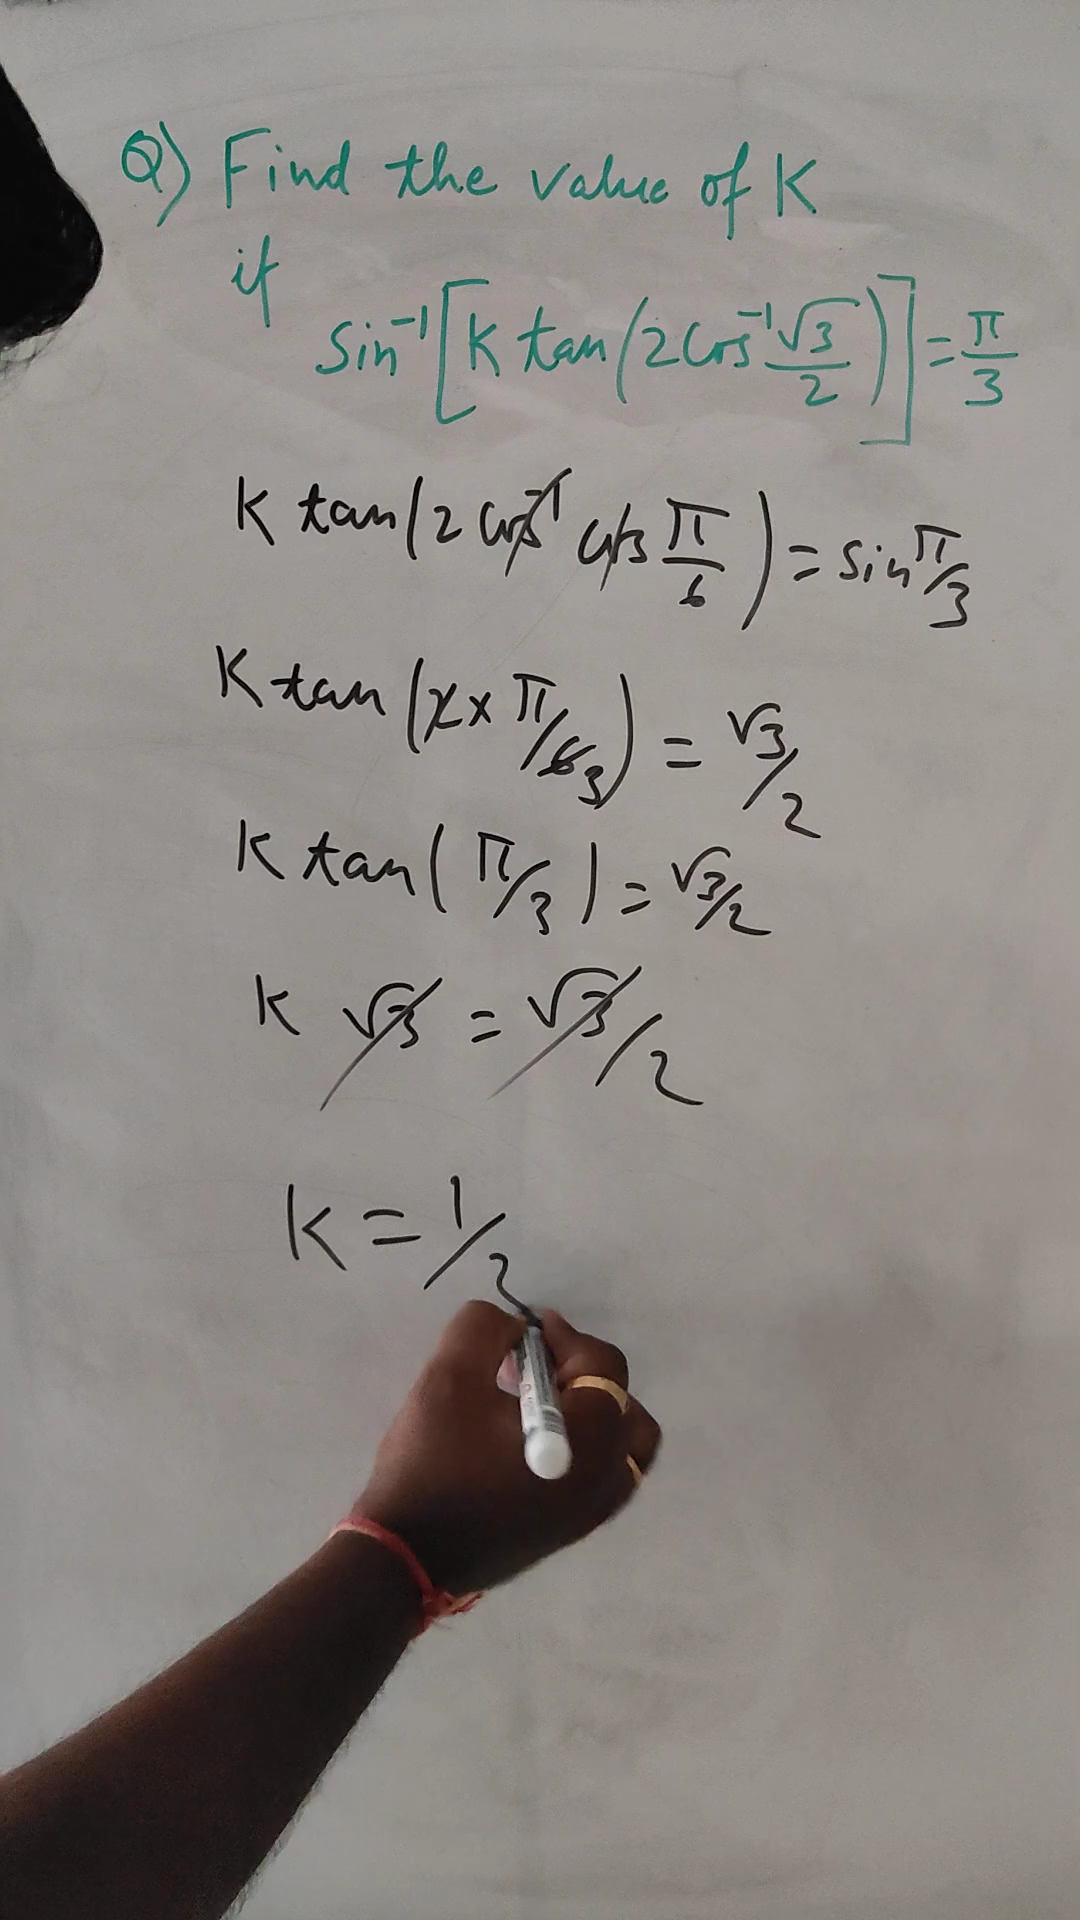 Q) Find the value of K
if
sin⁻¹[K tan(2cos⁻¹ √3/2)] = π/3
K tan(2 cos⁻¹ cos π/6) = sin π/3
K tan(2 × π/6 3) = √3/2
K tan(π/3) = √3/2
K √3 = √3/2
K = 1/2